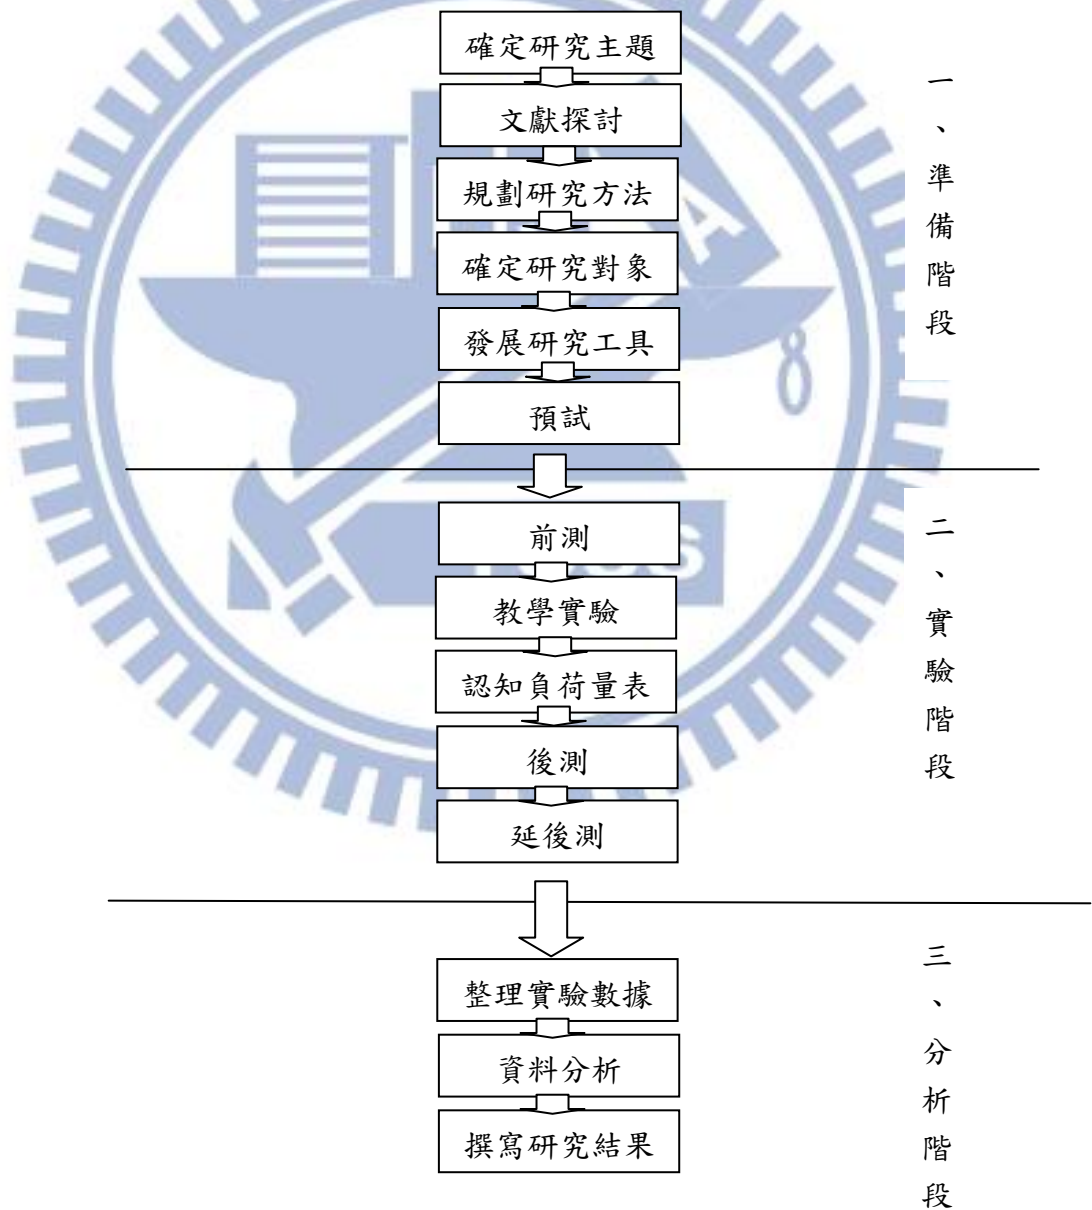 確定研究主題
文獻探討
規劃研究方法
確定研究對象
發展研究工具
預試
一、準備階段
前測
教學實驗
認知負荷量表
後測
延後測
二、實驗階段
整理實驗數據
資料分析
撰寫研究結果
三、分析階段